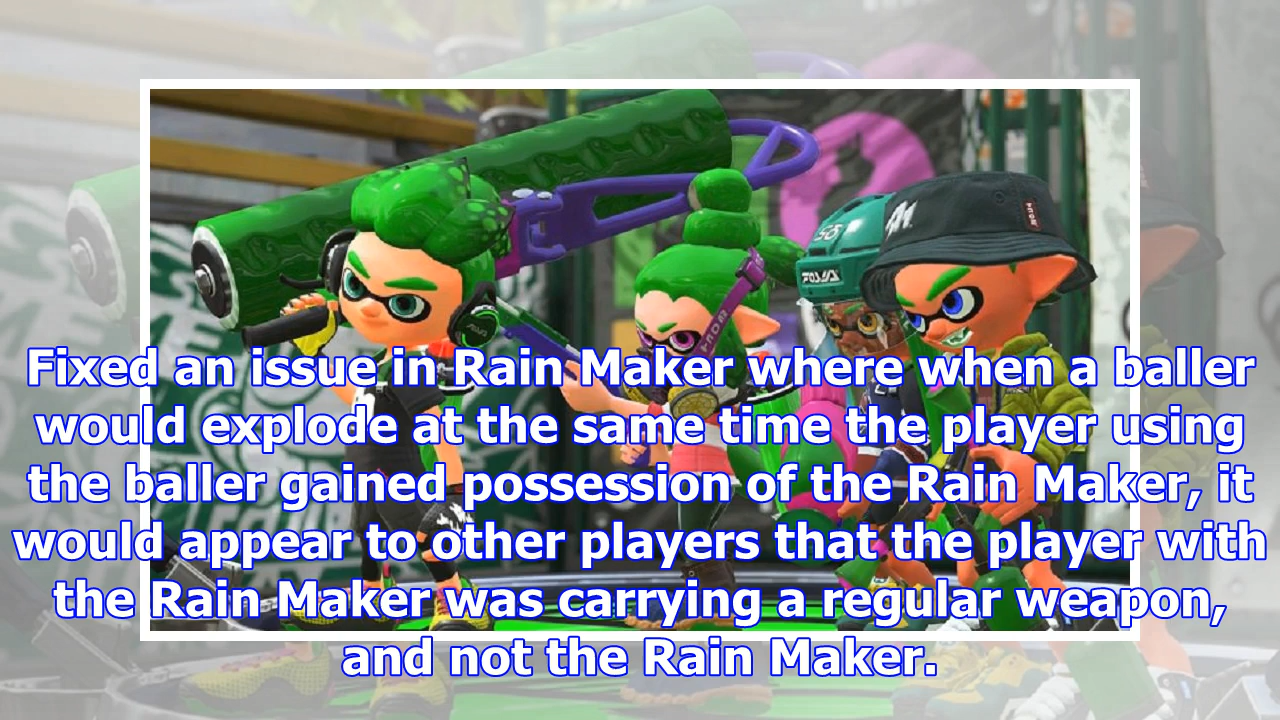 55
Fixed an issue in Rain Maker where when a baller
would explode at the same time the player using
the baller gained possession of the Rain Maker, it
would appear to other players that the player with
the Rain Maker was carrying a regular weapon,
and not the Rain Maker.